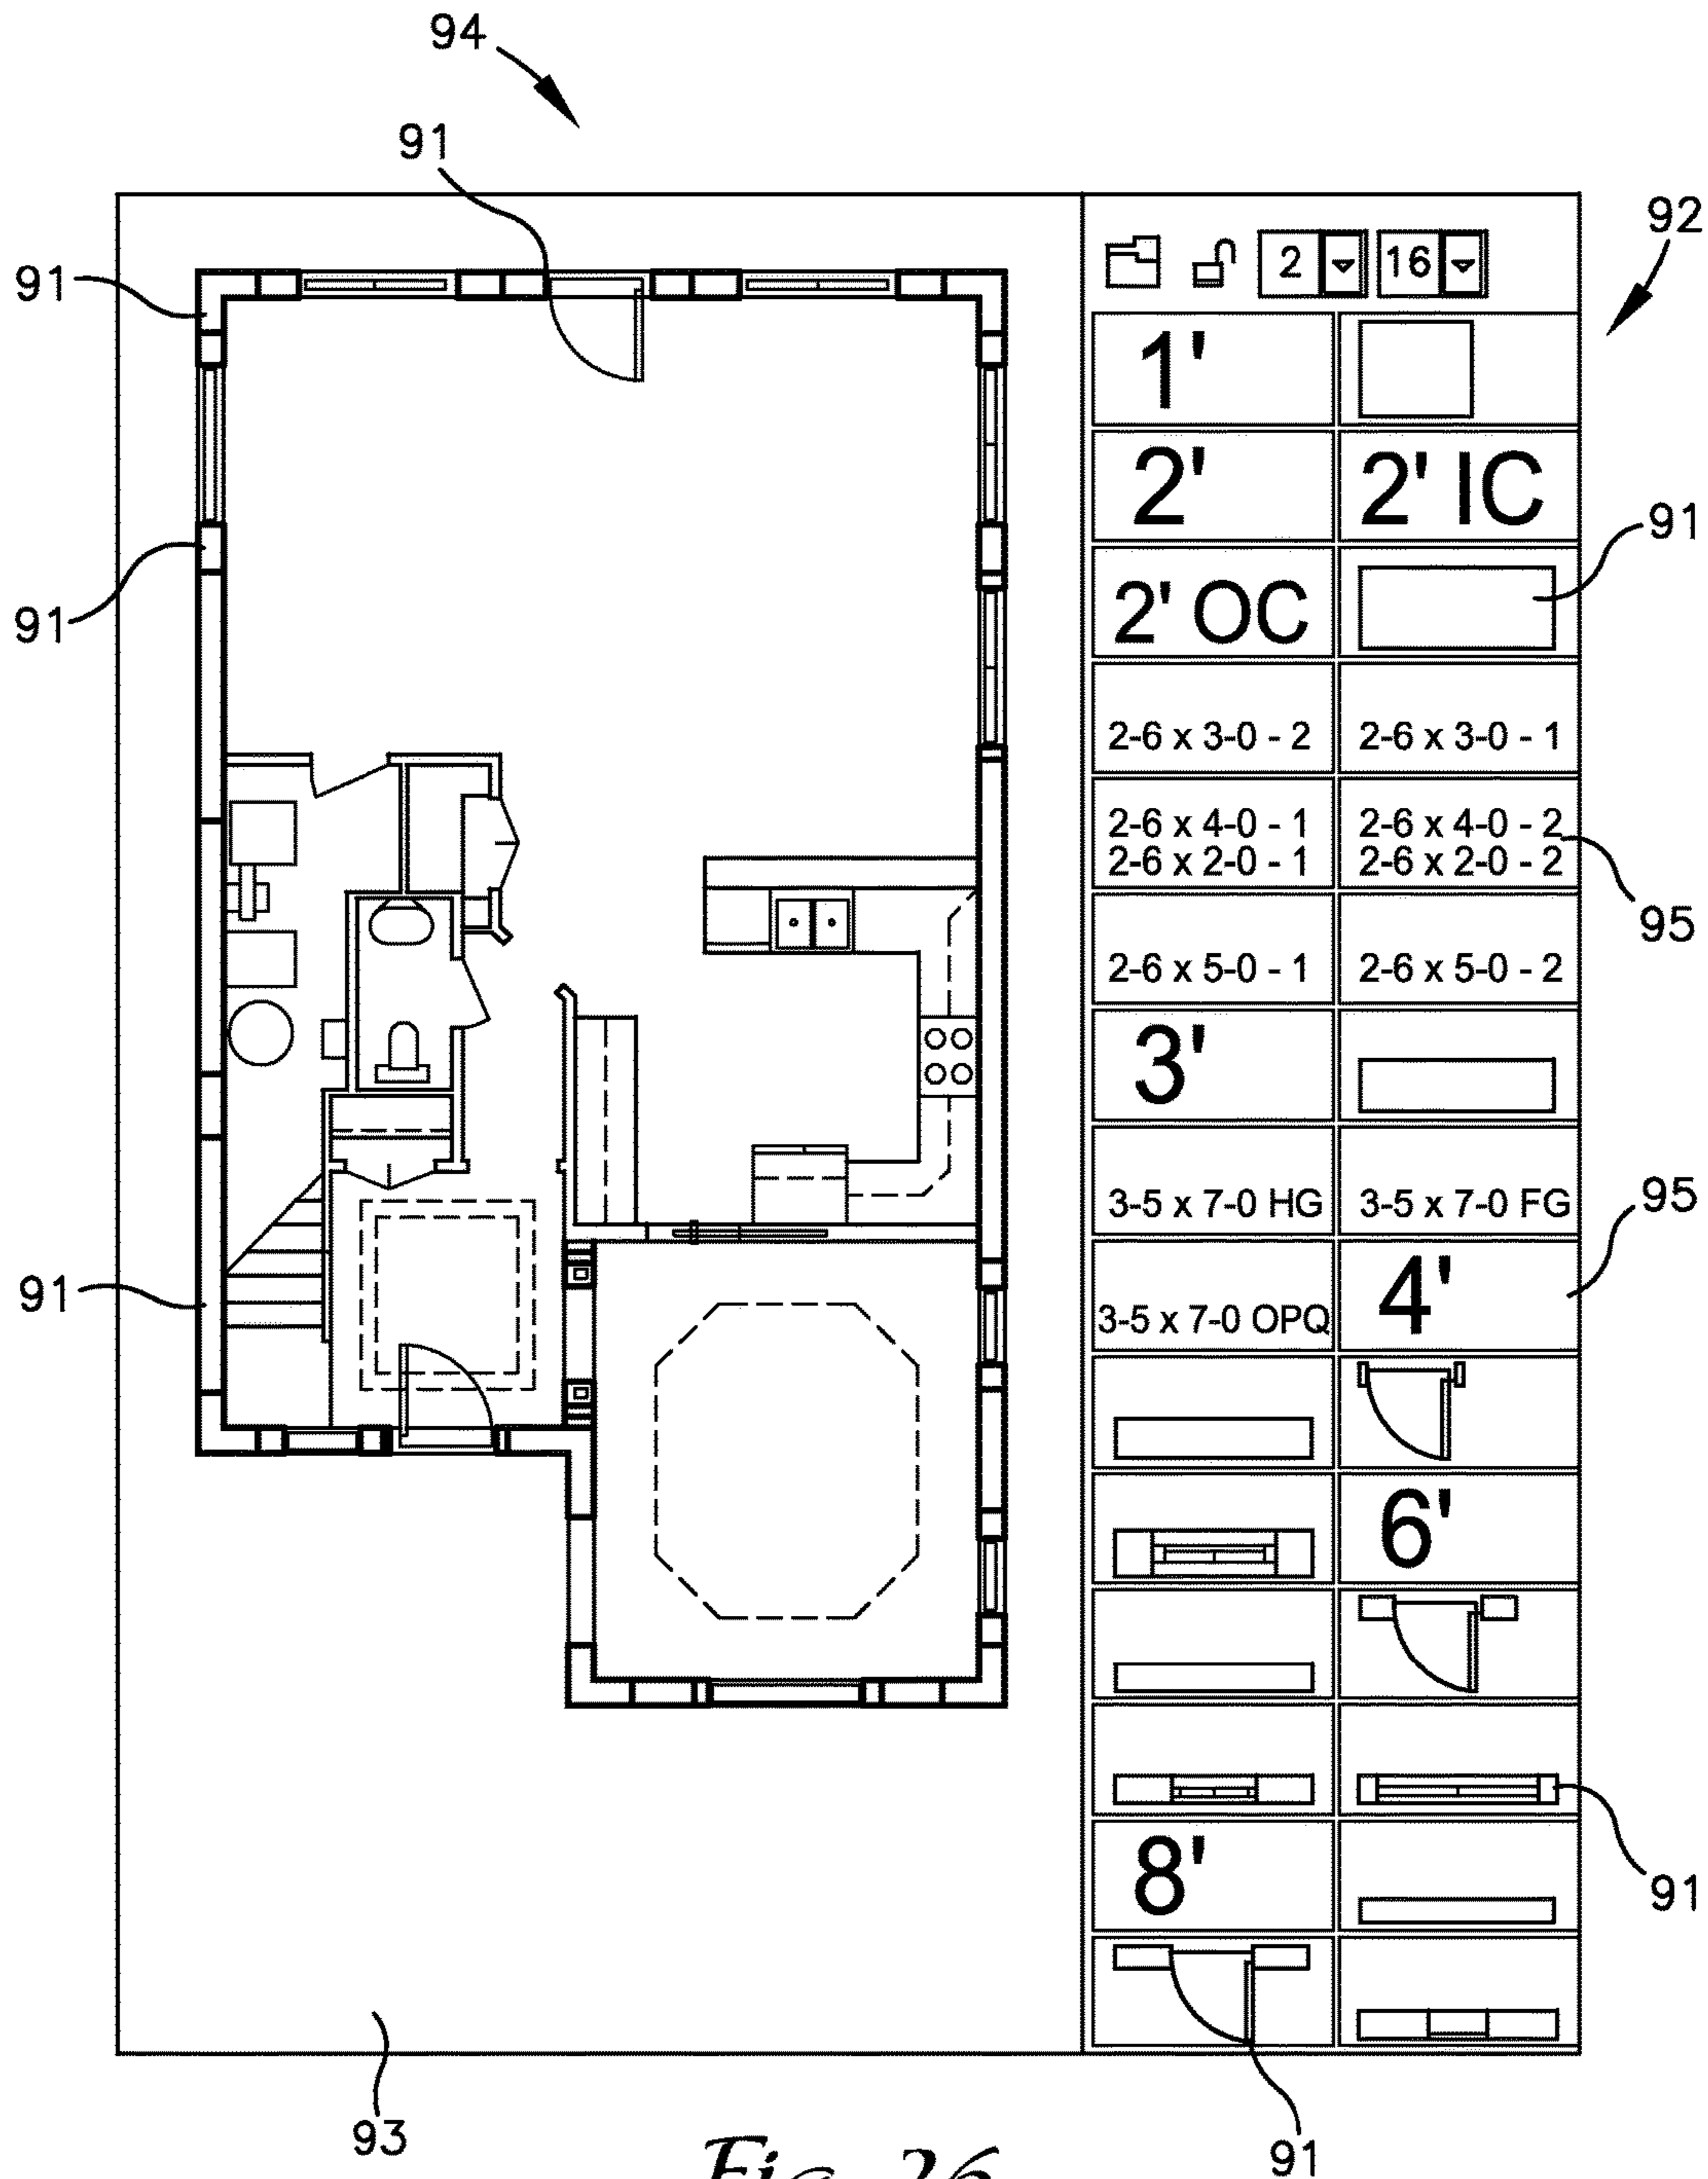 94
91
92
91
2 16
1'
2' 2' IC
91
91
2' OC
2-6 x 3-0 - 2 2-6 x 3-0 - 1
2-6 x 4-0 - 1 2-6 x 4-0 - 2
2-6 x 2-0 - 1 2-6 x 2-0 - 2
95
2-6 x 5-0 - 1 2-6 x 5-0 - 2
3'
3-5 x 7-0 HG 3-5 x 7-0 FG
95
91
3-5 x 7-0 OPQ 4'
6'
8'
91
93
91
Fig. 26